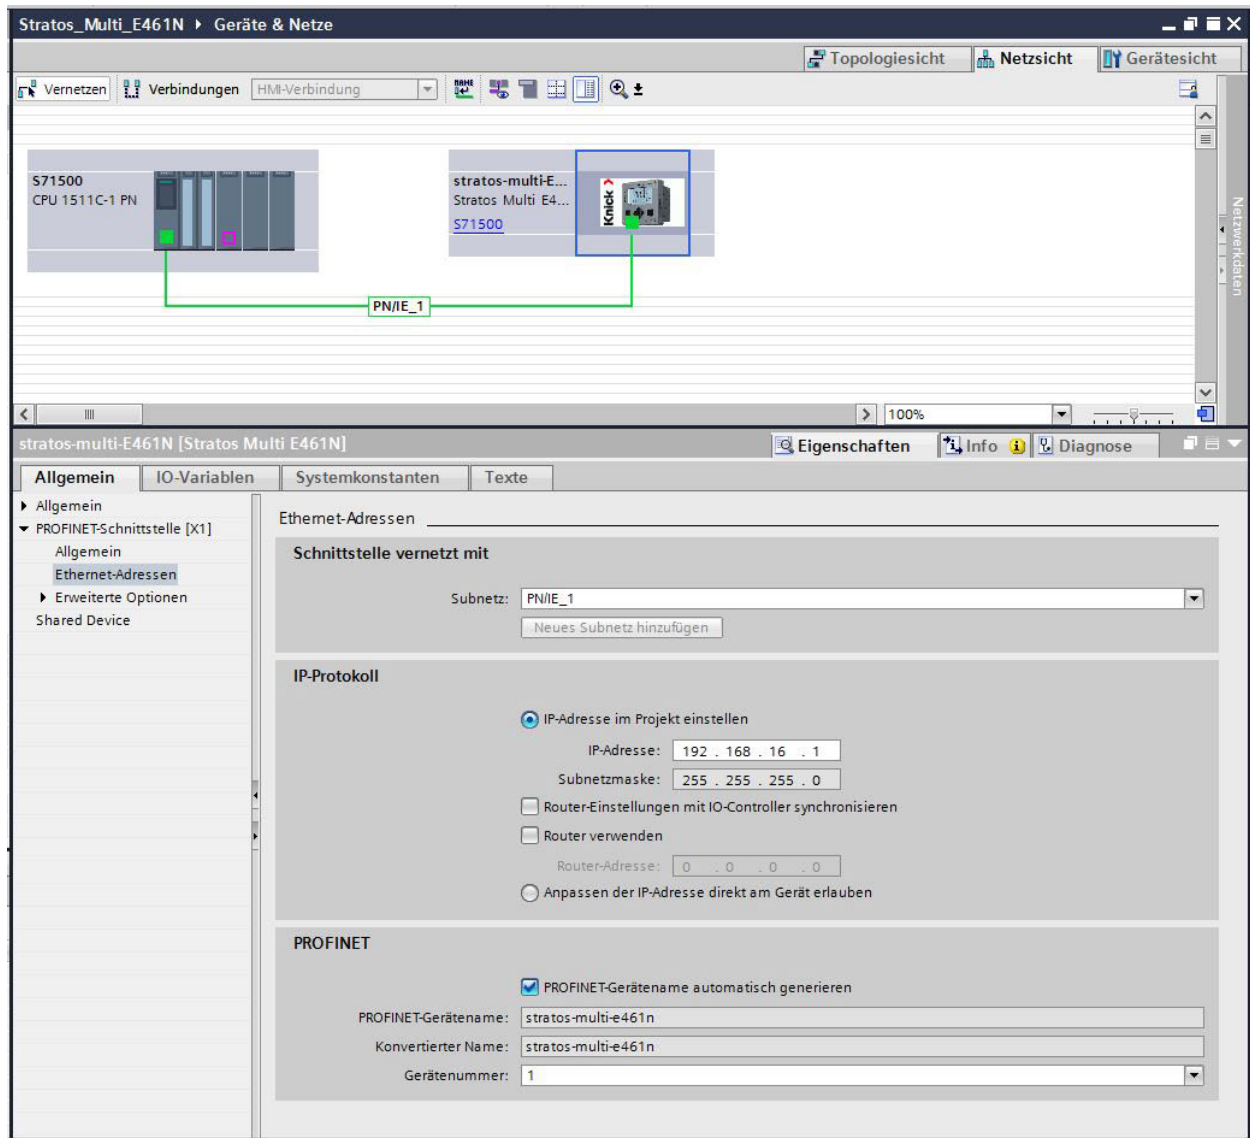 Stratos_Multi_E461N ▸ Geräte & Netze
Topologiesicht Netzsicht Gerätesicht
Vernetzen Verbindungen HMI-Verbindung NAME
S71500
CPU 1511C-1 PN
stratos-multi-E...
Stratos Multi E4...
S71500
Knick
PN/IE_1
Netzwerkdaten
100%
stratos-multi-E461N [Stratos Multi E461N]
Eigenschaften Info Diagnose
Allgemein IO-Variablen Systemkonstanten Texte
Allgemein
PROFINET-Schnittstelle [X1]
Allgemein
Ethernet-Adressen
Erweiterte Optionen
Shared Device
Ethernet-Adressen
Schnittstelle vernetzt mit
Subnetz: PN/IE_1
Neues Subnetz hinzufügen
IP-Protokoll
IP-Adresse im Projekt einstellen
IP-Adresse: 192 . 168 . 16 . 1
Subnetzmaske: 255 . 255 . 255 . 0
Router-Einstellungen mit IO-Controller synchronisieren
Router verwenden
Router-Adresse: 0 . 0 . 0 . 0
Anpassen der IP-Adresse direkt am Gerät erlauben
PROFINET
PROFINET-Gerätename automatisch generieren
PROFINET-Gerätename: stratos-multi-e461n
Konvertierter Name: stratos-multi-e461n
Gerätenummer: 1